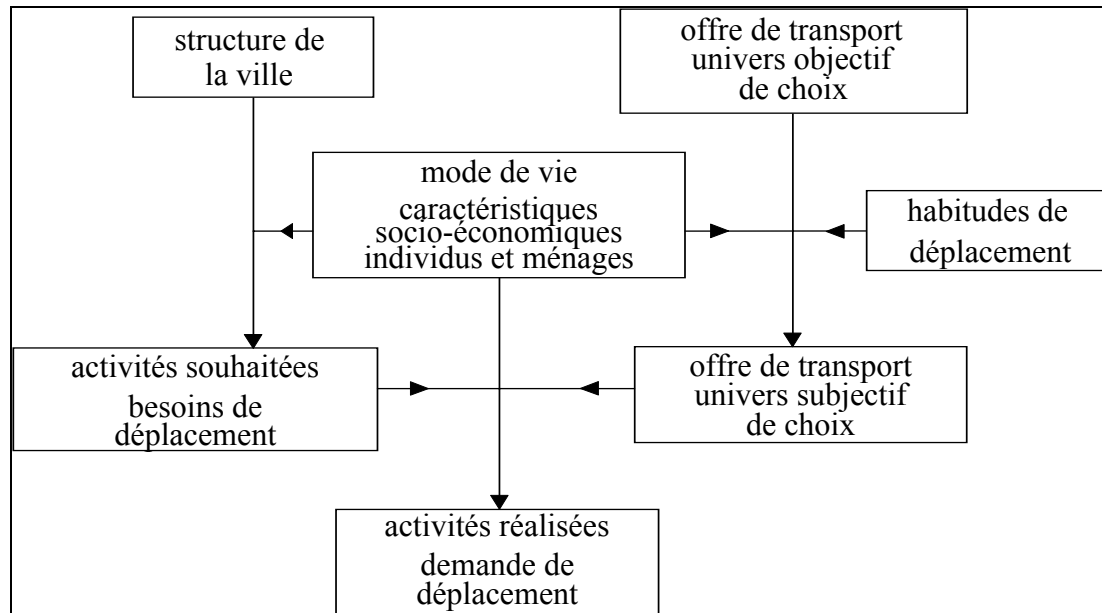 structure de
la ville
offre de transport
univers objectif
de choix
mode de vie
caractéristiques
socio-économiques
individus et ménages
habitudes de
déplacement
activités souhaitées
besoins de
déplacement
offre de transport
univers subjectif
de choix
activités réalisées
demande de
déplacement